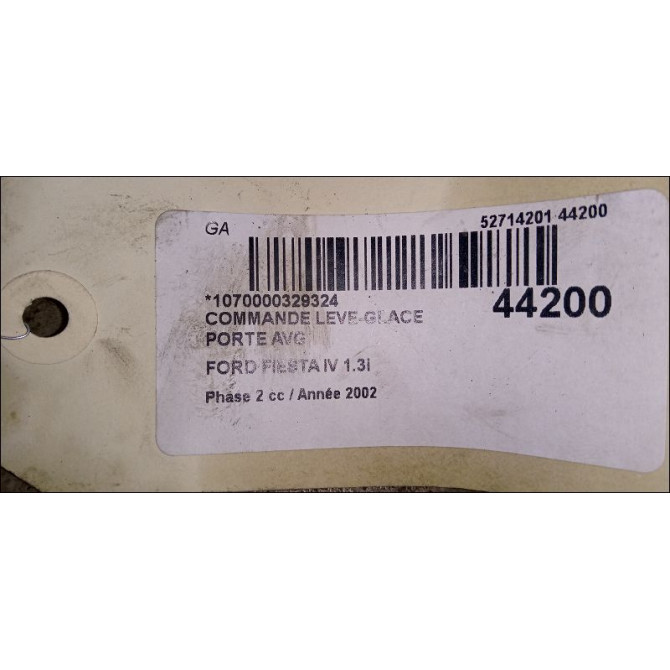 GA
52714201 44200
*1070000329324
44200
COMMANDE LEVE-GLACE
PORTE AVG
FORD FIESTA IV 1.3i
Phase 2 cc / Année 2002